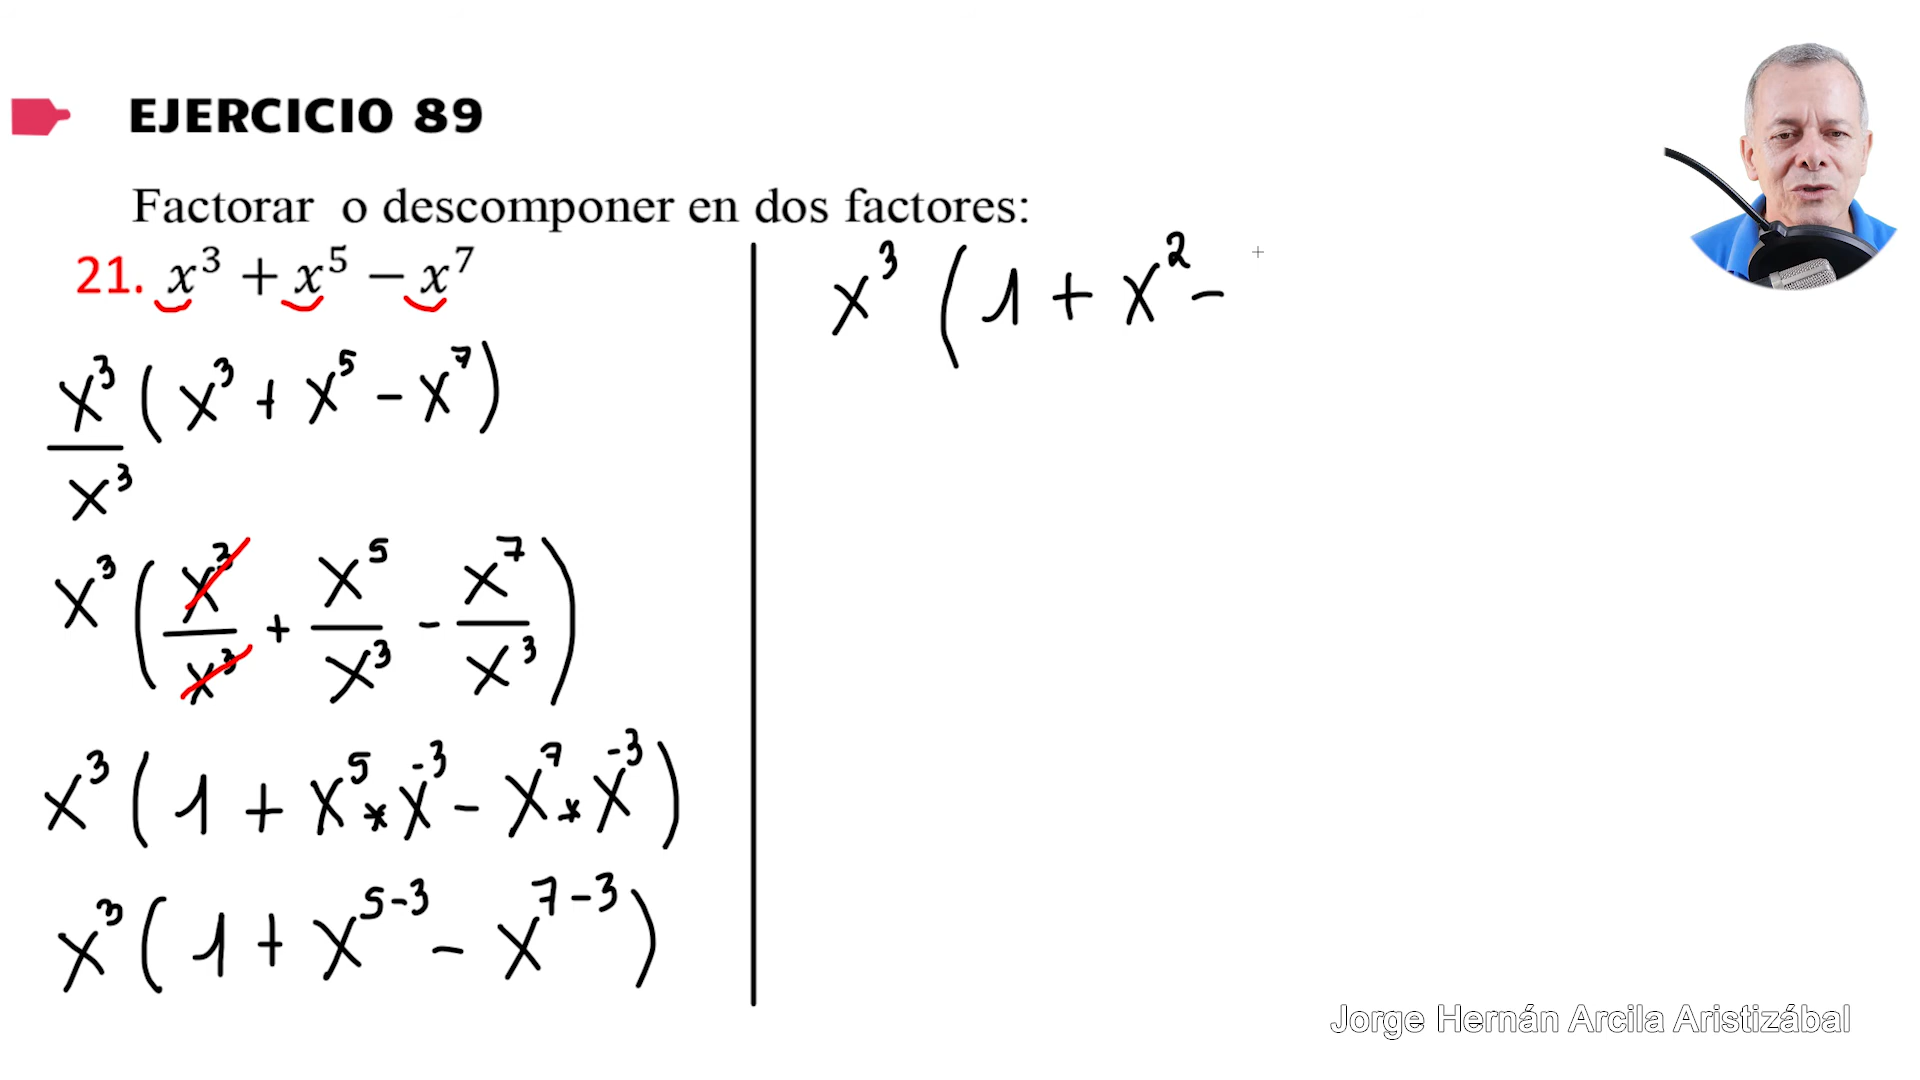 EJERCICIO 89
Factorar o descomponer en dos factores:
21. x³ + x⁵ − x⁷
x³/x³ (x³ + x⁵ − x⁷)
x³ (x³/x³ + x⁵/x³ − x⁷/x³)
x³ (1 + x⁵ * x⁻³ − x⁷ * x⁻³)
x³ (1 + x⁵⁻³ − x⁷⁻³)
x³ (1 + x² −
Jorge Hernán Arcila Aristizábal